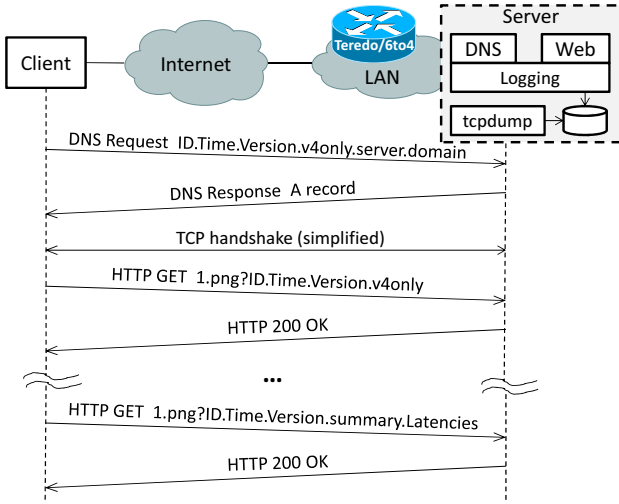 Server
Client
Internet
Teredo/6to4
LAN
DNS
Web
Logging
tcpdump
DNS Request ID.Time.Version.v4only.server.domain
DNS Response A record
TCP handshake (simplified)
HTTP GET 1.png?ID.Time.Version.v4only
HTTP 200 OK
...
HTTP GET 1.png?ID.Time.Version.summary.Latencies
HTTP 200 OK